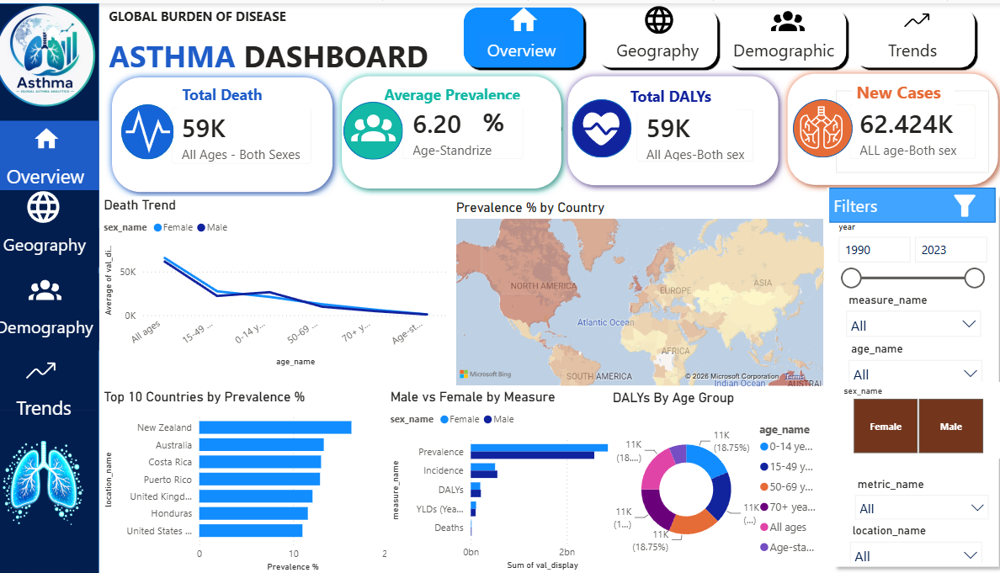 GLOBAL BURDEN OF DISEASE
ASTHMA DASHBOARD
Overview
Geography
Demographic
Trends
Asthma
GLOBAL ASTHMA ANALYTICS
Overview
Geography
Demography
Trends
Total Death
59K
All Ages - Both Sexes
Average Prevalence
6.20 %
Age-Standrize
Total DALYs
59K
All Ages-Both sex
New Cases
62.424K
ALL age-Both sex
Death Trend
sex_name Female Male
Average of val_di...
50K
0K
All ages
15-49 ...
0-14 y...
50-69 ...
70+ y...
Age-st...
age_name
Prevalence % by Country
NORTH AMERICA
EUROPE
ASIA
Atlantic Ocean
AFRICA
SOUTH AMERICA
Microsoft Bing
© 2026 Microsoft Corporation Terms
Indian Ocean
AUSTRAL
Filters
year
1990 2023
measure_name
All
age_name
All
sex_name
Female Male
metric_name
All
location_name
All
Top 10 Countries by Prevalence %
location_name
New Zealand
Australia
Costa Rica
Puerto Rico
United Kingd...
Honduras
United States ...
0 10 2
Prevalence %
Male vs Female by Measure
sex_name Female Male
measure_name
Prevalence
Incidence
DALYs
YLDs (Yea...
Deaths
0bn 2bn
Sum of val_display
DALYs By Age Group
11K
(18.75%)
11K
(...)
11K
(18.75%)
11K
(1...)
11K
(18....)
age_name
0-14 ye...
15-49 y...
50-69 y...
70+ yea...
All ages
Age-sta...